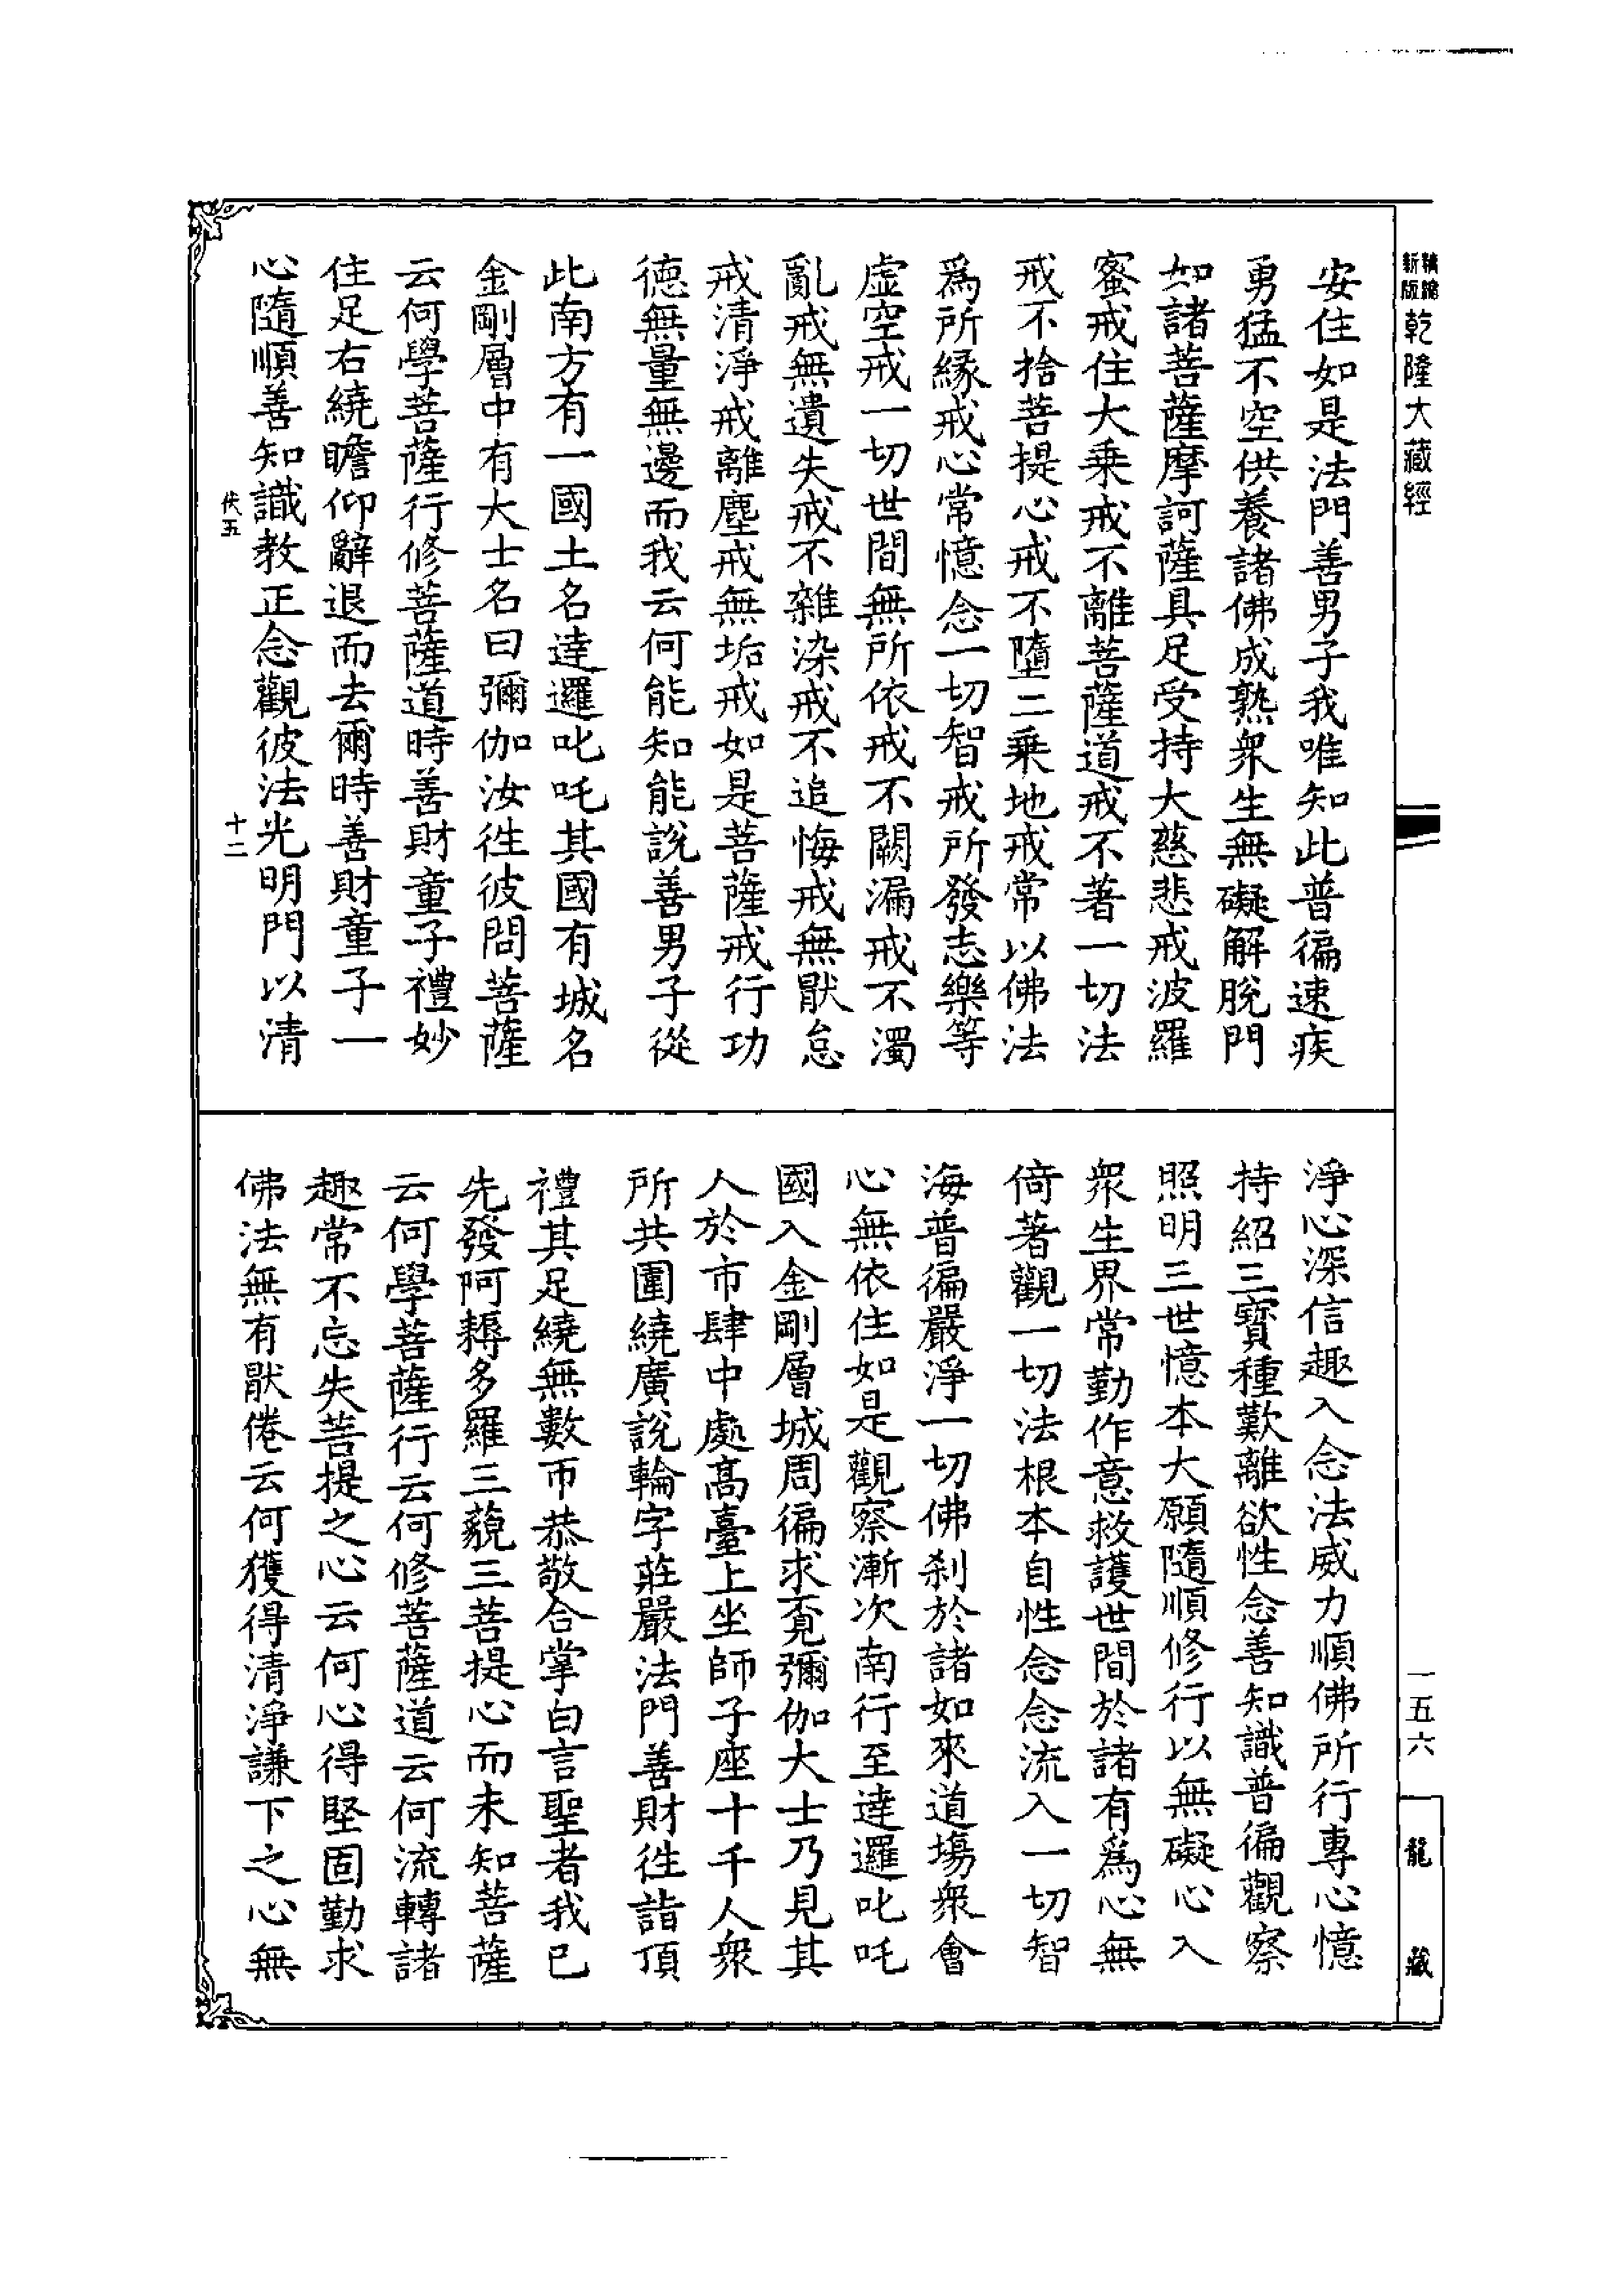 新版
乾隆大藏經
一五六
龍藏
安住如是法門善男子我唯知此普徧速疾
勇猛不空供養諸佛成熟衆生無礙解脫門
如諸菩薩摩訶薩具足受持大慈悲戒波羅
蜜戒住大乗戒不離菩薩道戒不著一切法
戒不捨菩提心戒不墮二乗地戒常以佛法
爲所縁戒心常憶念一切智戒所發志樂等
虛空戒一切世間無所依戒不闕漏戒不濁
亂戒無遺失戒不雜染戒不追悔戒無猒怠
戒清淨戒離塵戒無垢戒如是菩薩戒行功
德無量無邊而我云何能知能説善男子從
此南方有一國土名達邏叱吒其國有城名
金剛層中有大士名曰彌伽汝徃彼問菩薩
云何學菩薩行修菩薩道時善財童子禮妙
住足右繞瞻仰辭退而去爾時善財童子一
心隨順善知識教正念觀彼法光明門以清
五
十二
淨心深信趣入念法威力順佛所行專心憶
持紹三寳種歎離欲性念善知識普徧觀察
照明三世憶本大願隨順修行以無礙心入
衆生界常勤作意救護世間於諸有爲心無
倚著觀一切法根本自性念念流入一切智
海普徧嚴淨一切佛刹於諸如來道塲衆會
心無依住如是觀察漸次南行至達邏叱吒
國入金剛層城周徧求覓彌伽大士乃見其
人於市肆中處髙臺上坐師子座十千人衆
所共圍繞廣説輪字莊嚴法門善財徃詣頂
禮其足繞無數帀恭敬合掌白言聖者我已
先發阿耨多羅三藐三菩提心而未知菩薩
云何學菩薩行云何修菩薩道云何流轉諸
趣常不忘失菩提之心云何心得堅固勤求
佛法無有猒倦云何獲得清淨謙下之心無